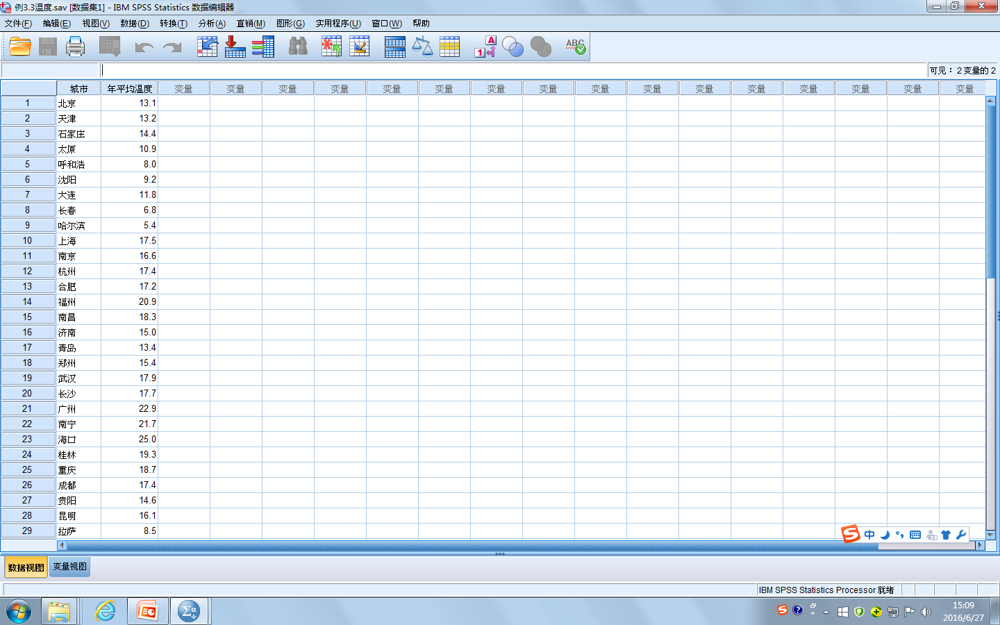 例3.3温度.sav [数据集1] - IBM SPSS Statistics 数据编辑器
文件(F) 编辑(E) 视图(V) 数据(D) 转换(T) 分析(A) 直销(M) 图形(G) 实用程序(U) 窗口(W) 帮助
A
1
ABC
可见：2 变量的 2
城市 年平均温度 变量 变量 变量 变量 变量 变量 变量 变量 变量 变量 变量 变量 变量 变量 变量 变量
1 北京 13.1
2 天津 13.2
3 石家庄 14.4
4 太原 10.9
5 呼和浩 8.0
6 沈阳 9.2
7 大连 11.8
8 长春 6.8
9 哈尔滨 5.4
10 上海 17.5
11 南京 16.6
12 杭州 17.4
13 合肥 17.2
14 福州 20.9
15 南昌 18.3
16 济南 15.0
17 青岛 13.4
18 郑州 15.4
19 武汉 17.9
20 长沙 17.7
21 广州 22.9
22 南宁 21.7
23 海口 25.0
24 桂林 19.3
25 重庆 18.7
26 成都 17.4
27 贵阳 14.6
28 昆明 16.1
29 拉萨 8.5
S 中
数据视图 变量视图
IBM SPSS Statistics Processor 就绪
15:09
2016/6/27